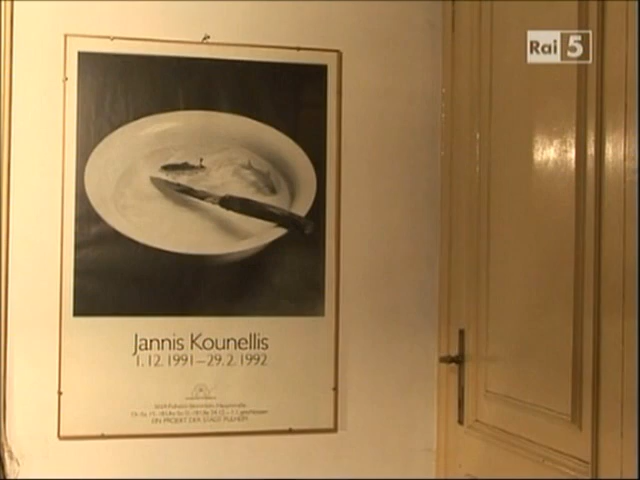 Rai 5
Jannis Kounellis
1. 12. 1991–29. 2. 1992
EIN PROJEKT DER STADT PULHEIM